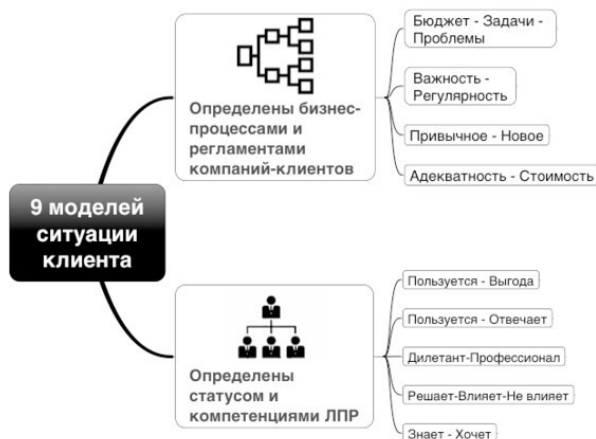 9 моделей
ситуации
клиента
Определены бизнес-
процессами и
регламентами
компаний-клиентов
Бюджет - Задачи -
Проблемы
Важность -
Регулярность
Привычное - Новое
Адекватность - Стоимость
Определены
статусом и
компетенциями ЛПР
Пользуется - Выгода
Пользуется - Отвечает
Дилетант-Профессионал
Решает-Влияет-Не влияет
Знает - Хочет